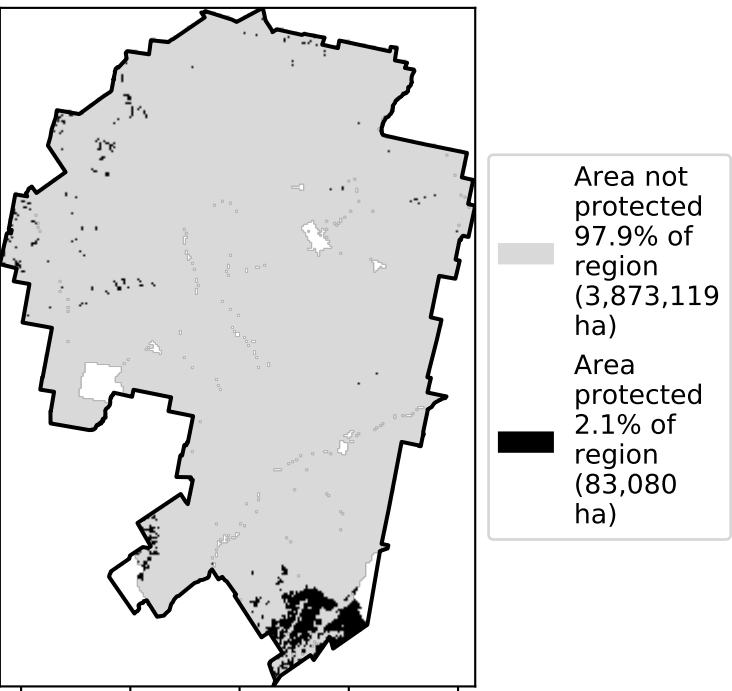 Area not
protected
97.9% of
region
(3,873,119
ha)
Area
protected
2.1% of
region
(83,080
ha)